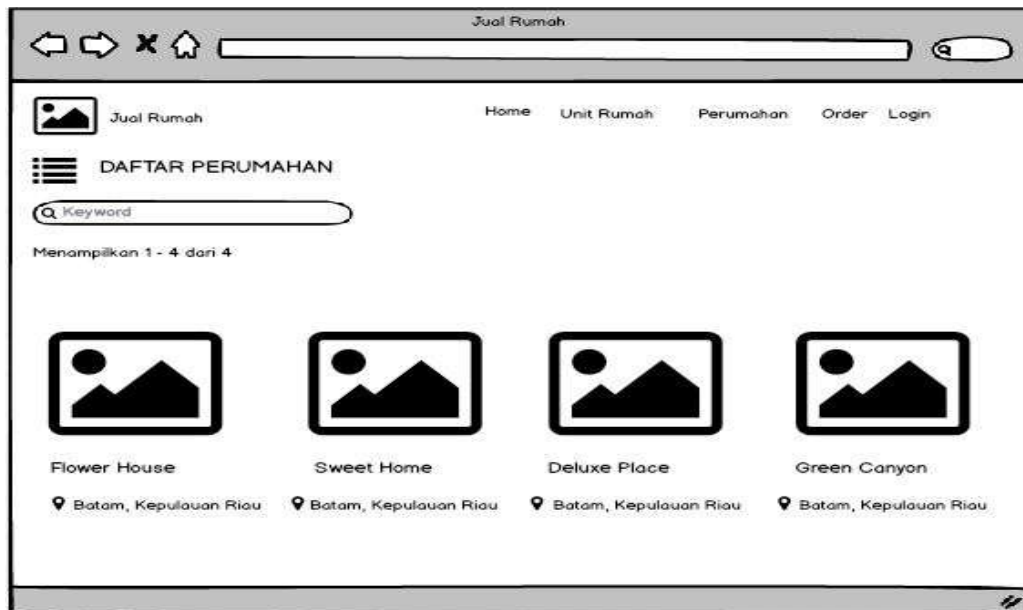 Jual Rumah
Jual Rumah Home Unit Rumah Perumahan Order Login
DAFTAR PERUMAHAN
Keyword
Menampilkan 1 - 4 dari 4
Flower House Sweet Home Deluxe Place Green Canyon
Batam, Kepulauan Riau Batam, Kepulauan Riau Batam, Kepulauan Riau Batam, Kepulauan Riau